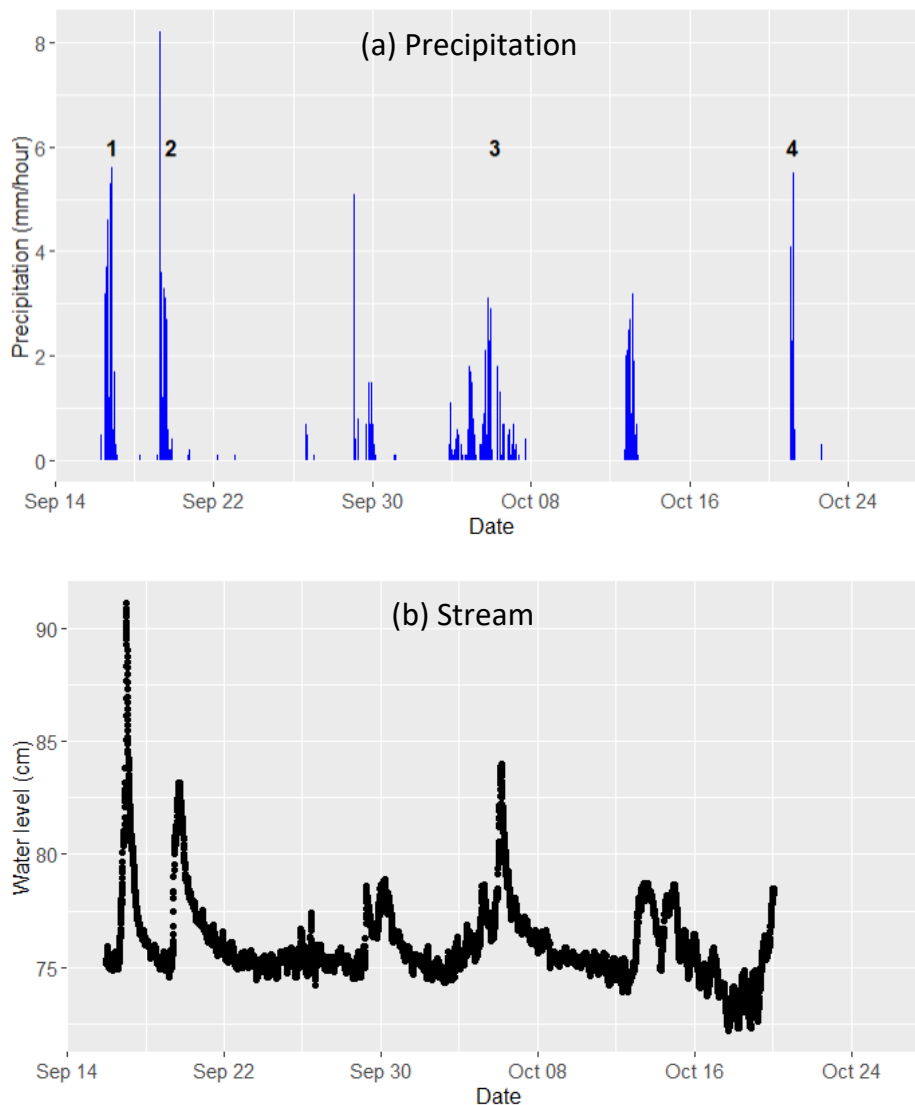 (a) Precipitation
8
6
4
2
0
Precipitation (mm/hour)
1
2
3
4
Sep 14
Sep 22
Sep 30
Oct 08
Oct 16
Oct 24
Date
(b) Stream
90
85
80
75
Water level (cm)
Sep 14
Sep 22
Sep 30
Oct 08
Oct 16
Oct 24
Date